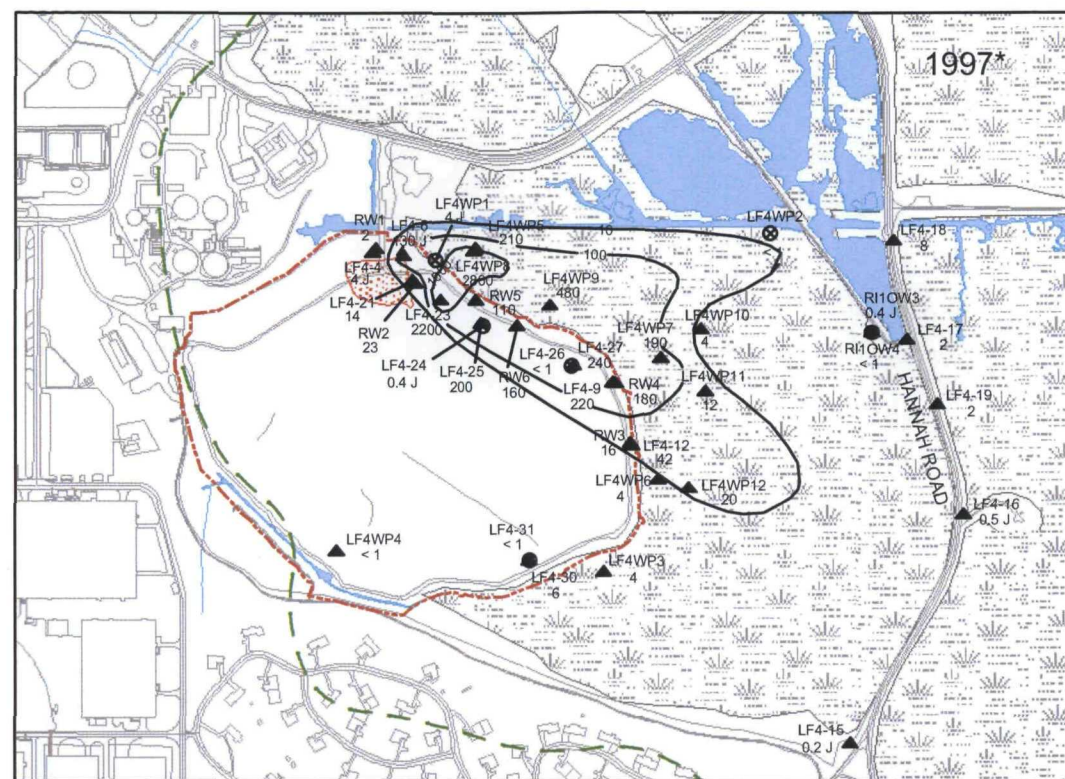 1997*
LF4WP1
4 J
LF4WP2
RW1
2
LF4-6
430 J
LF4WP5
210
10
100
LF4-18
8
LF4-4
4 J
LF4WP8
2800
LF4WP9
480
LF4-21
14
LF4-23
2200
RW5
110
RW2
23
LF4WP7
190
LF4WP10
4
RI1OW3
0.4 J
LF4-17
2
RI1OW4
< 1
LF4-24
0.4 J
LF4-25
200
RW6
160
LF4-26
< 1
LF4-27
240
LF4-9
220
RW4
180
LF4WP11
12
LF4-19
2
HANNAH ROAD
RW3
16
LF4-12
42
LF4WP6
4
LF4WP12
20
LF4-16
0.5 J
LF4WP4
< 1
LF4-31
< 1
LF4-30
6
LF4WP3
4
LF4-15
0.2 J